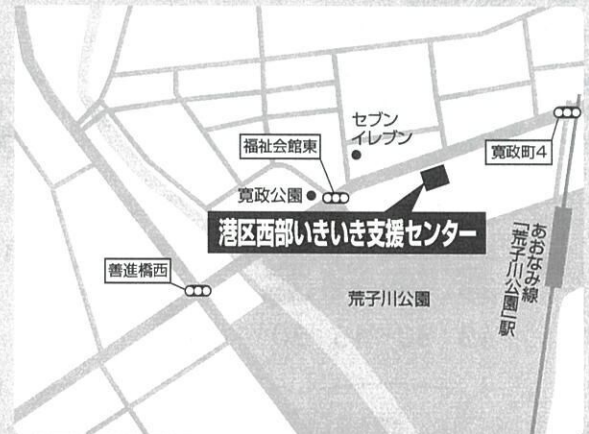 セブン
イレブン
福祉会館東
寛政町4
寛政公園
港区西部いきいき支援センター
善進橋西
荒子川公園
あおなみ線
「荒子川公園」駅